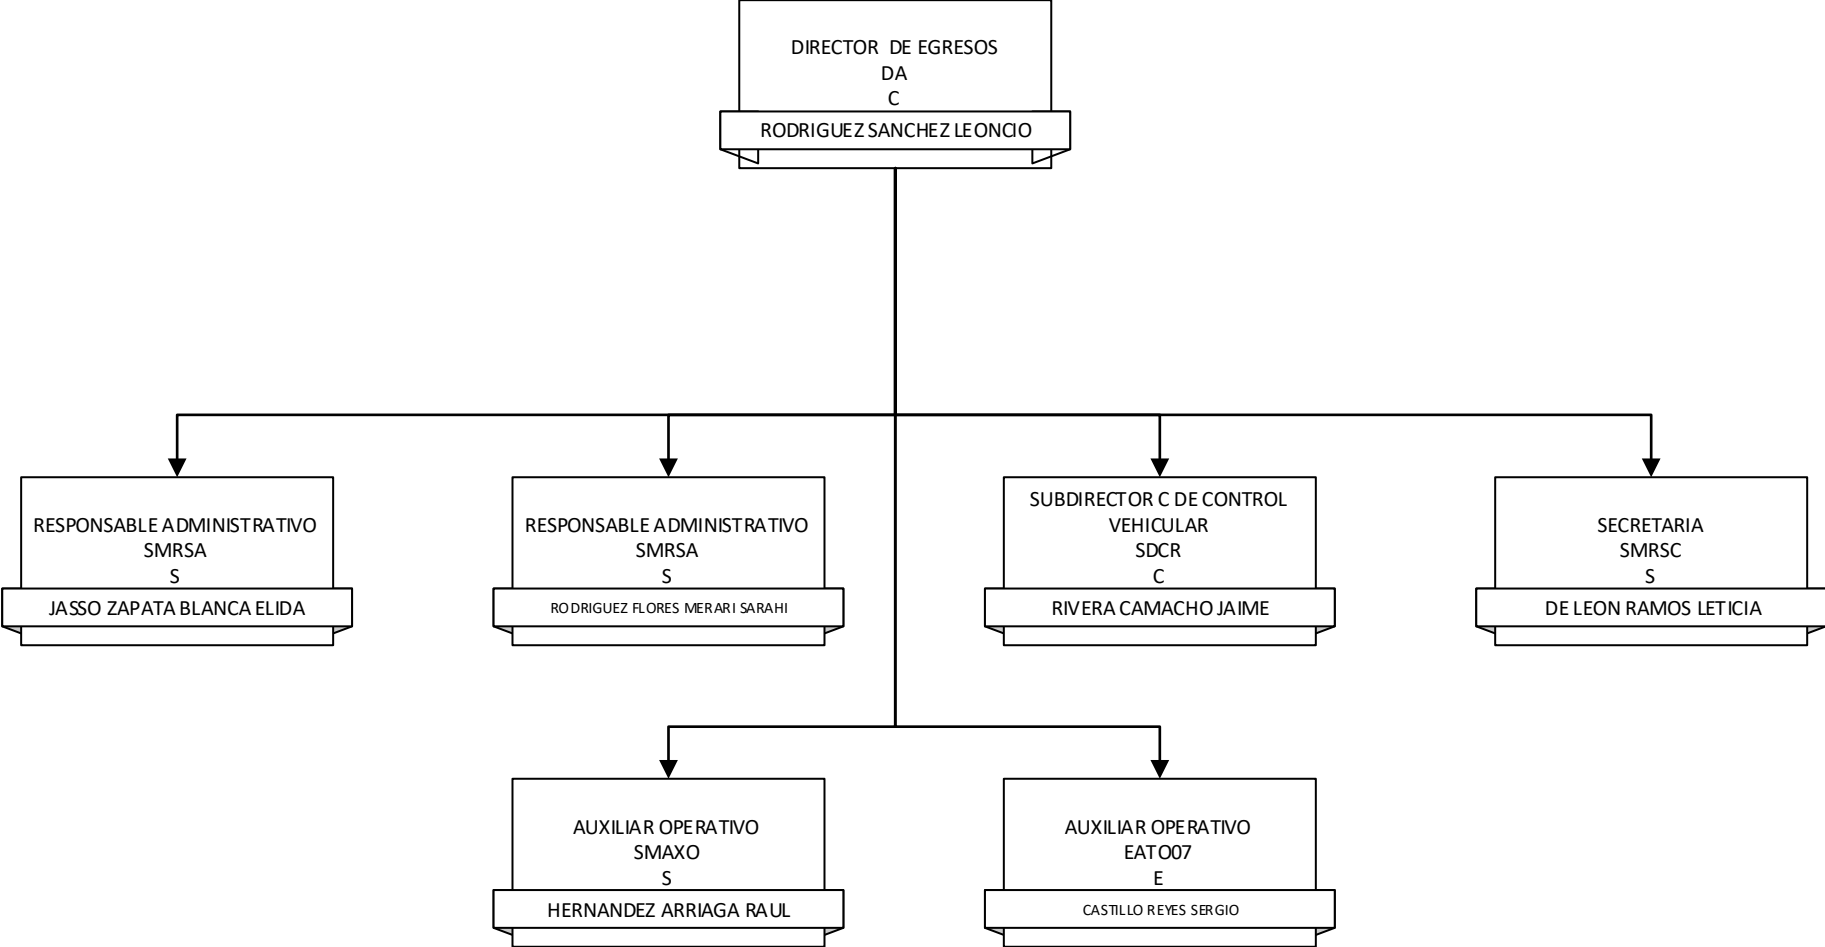 DIRECTOR DE EGRESOS
DA
C
RODRIGUEZ SANCHEZ LEONCIO
RESPONSABLE ADMINISTRATIVO
SMRSA
S
JASSO ZAPATA BLANCA ELIDA
RESPONSABLE ADMINISTRATIVO
SMRSA
S
RODRIGUEZ FLORES MERARI SARAHI
SUBDIRECTOR C DE CONTROL
VEHICULAR
SDCR
C
RIVERA CAMACHO JAIME
SECRETARIA
SMRSC
S
DE LEON RAMOS LETICIA
AUXILIAR OPERATIVO
SMAXO
S
HERNANDEZ ARRIAGA RAUL
AUXILIAR OPERATIVO
EATO07
E
CASTILLO REYES SERGIO